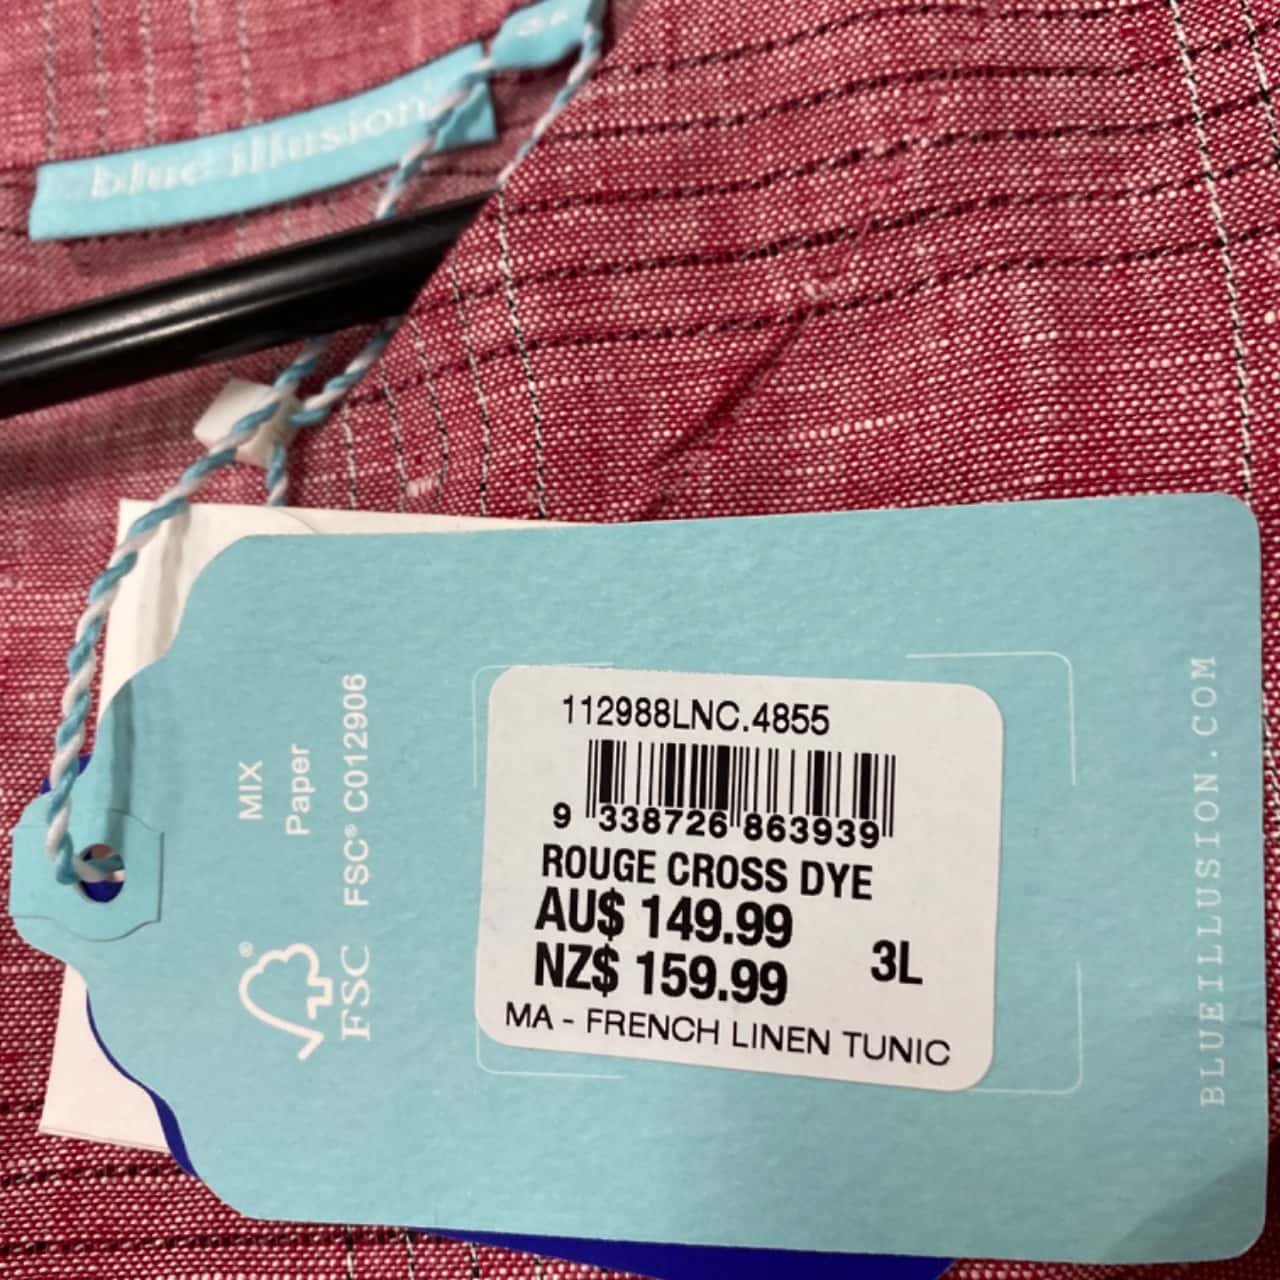 blue illusion
MIX
Paper
FSC® C012906
®
FSC
112988LNC.4855
9 338726 863939
ROUGE CROSS DYE
AU$ 149.99
NZ$ 159.99
3L
MA - FRENCH LINEN TUNIC
BLUEILLUSION.COM